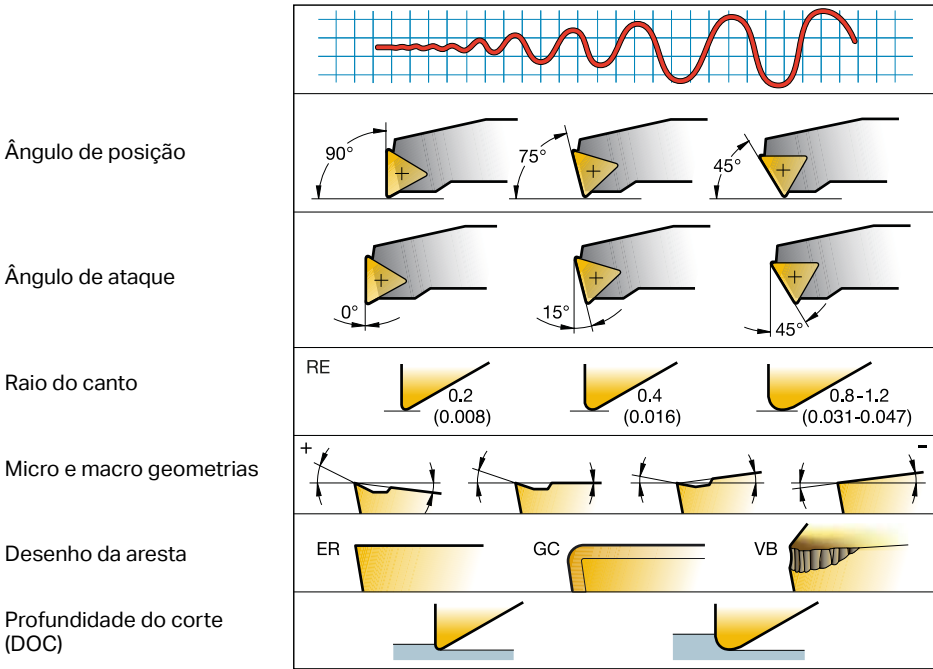 Ângulo de posição
90°
75°
45°
Ângulo de ataque
0°
15°
45°
Raio do canto
RE
0.2
(0.008)
0.4
(0.016)
0.8-1.2
(0.031-0.047)
Micro e macro geometrias
+
-
Desenho da aresta
ER
GC
VB
Profundidade do corte
(DOC)